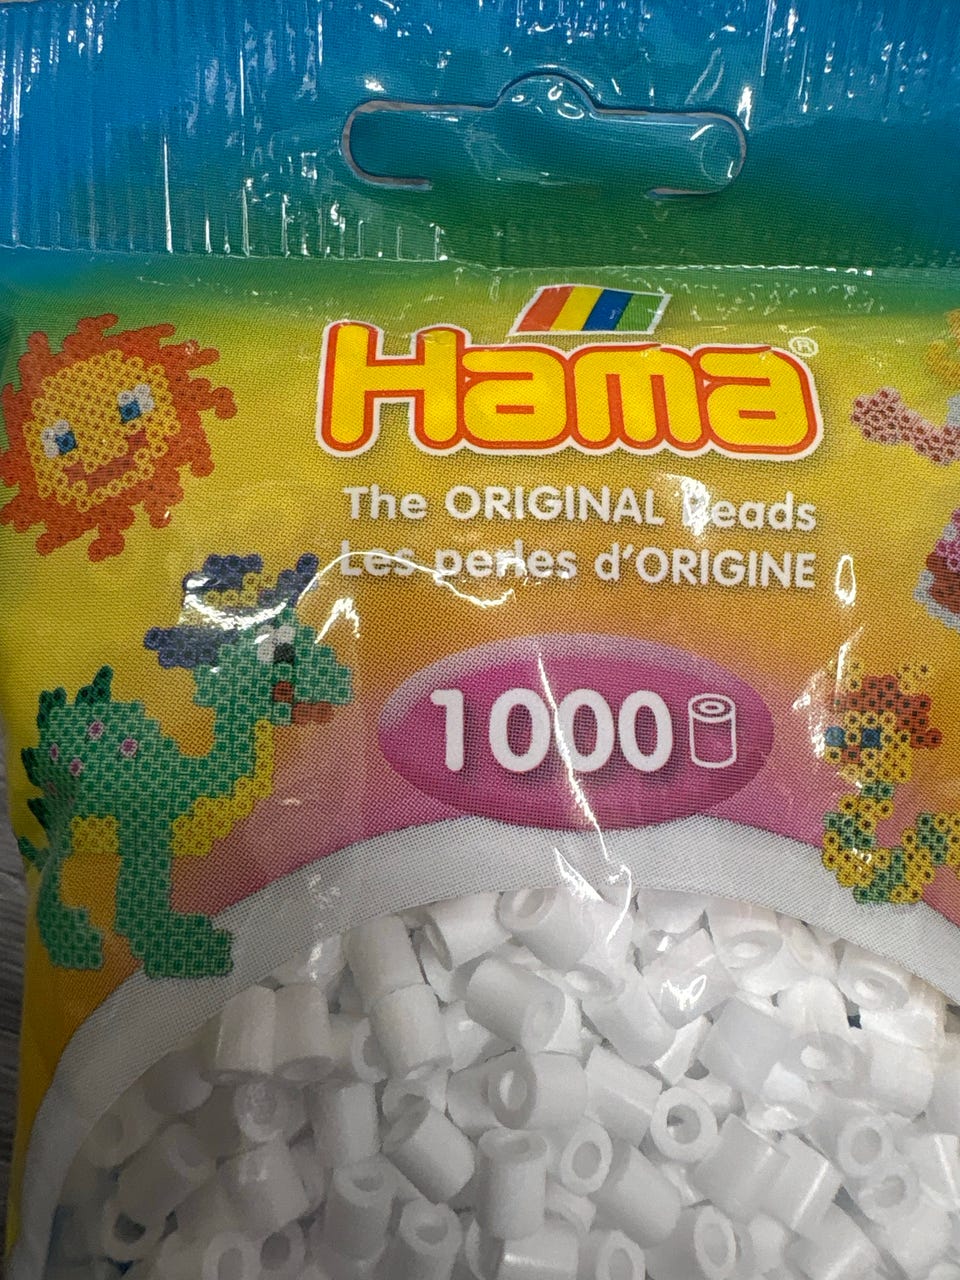 Hama®
The ORIGINAL Beads
Les perles d'ORIGINE
1000